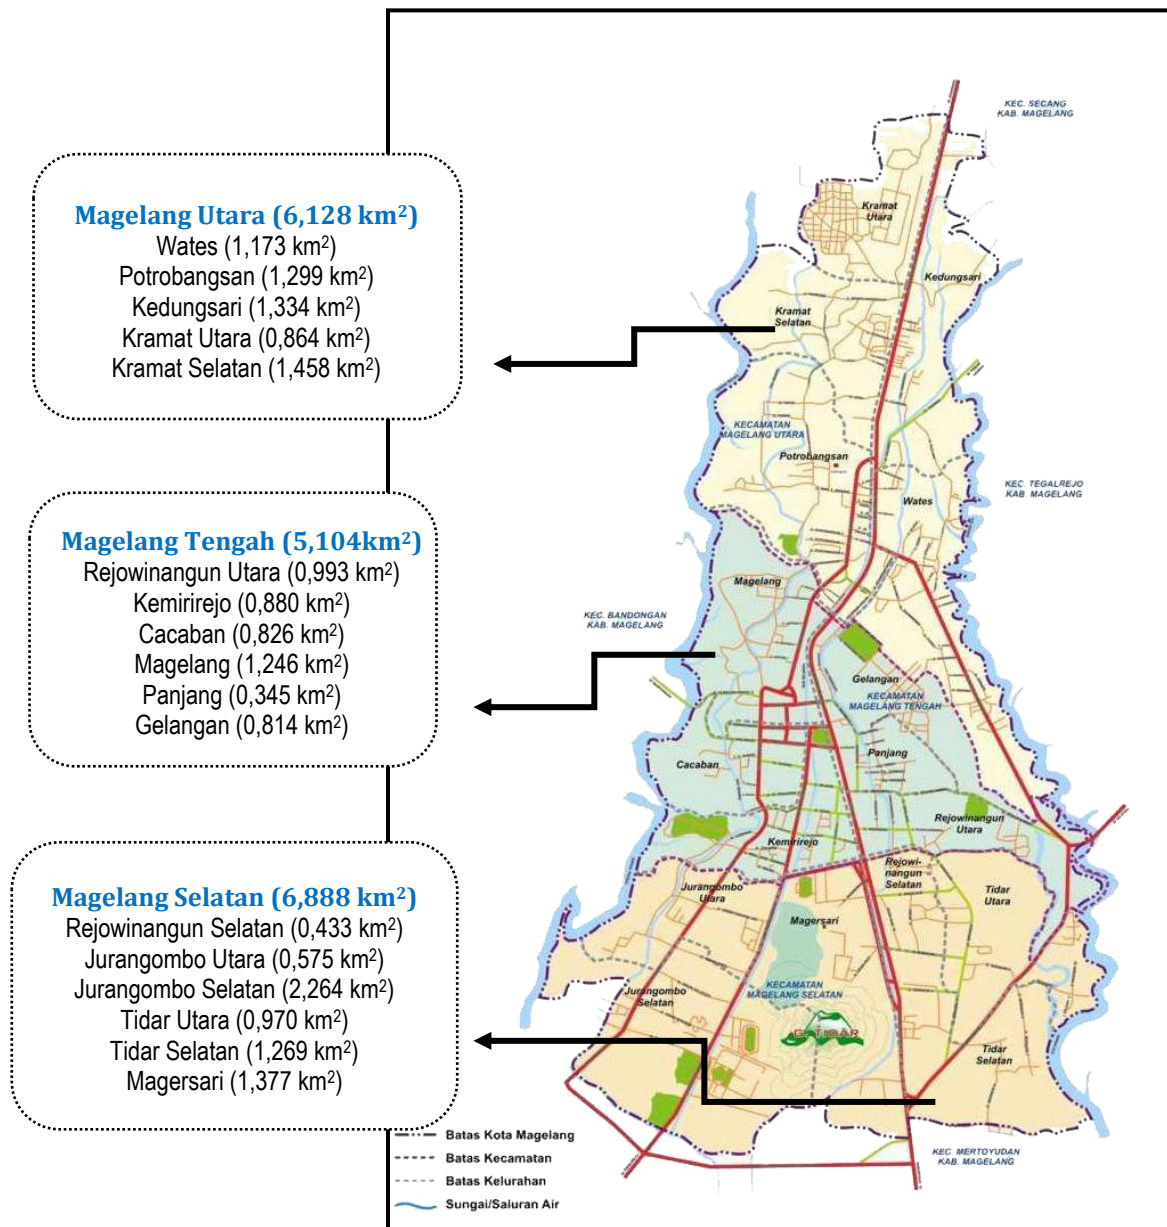 Magelang Utara (6,128 km²)
Wates (1,173 km²)
Potrobangsan (1,299 km²)
Kedungsari (1,334 km²)
Kramat Utara (0,864 km²)
Kramat Selatan (1,458 km²)
Magelang Tengah (5,104km²)
Rejowinangun Utara (0,993 km²)
Kemirirejo (0,880 km²)
Cacaban (0,826 km²)
Magelang (1,246 km²)
Panjang (0,345 km²)
Gelangan (0,814 km²)
Magelang Selatan (6,888 km²)
Rejowinangun Selatan (0,433 km²)
Jurangombo Utara (0,575 km²)
Jurangombo Selatan (2,264 km²)
Tidar Utara (0,970 km²)
Tidar Selatan (1,269 km²)
Magersari (1,377 km²)
KEC. SECANG
KAB. MAGELANG
Kramat
Utara
Kedungsari
Kramat
Selatan
KECAMATAN
MAGELANG UTARA
Potrobangsan
KEC. TEGALREJO
KAB. MAGELANG
Wates
Magelang
KEC. BANDONGAN
KAB. MAGELANG
Gelangan
KECAMATAN
MAGELANG TENGAH
Panjang
Cacaban
Rejowinangun
Utara
Kemirirejo
Rejowi-
nangun
Selatan
Jurangombo
Utara
Tidar
Utara
Magersari
KECAMATAN
MAGELANG SELATAN
Jurangombo
Selatan
G. TIDAR
Tidar
Selatan
KEC. MERTOYUDAN
KAB. MAGELANG
Batas Kota Magelang
Batas Kecamatan
Batas Kelurahan
Sungai/Saluran Air